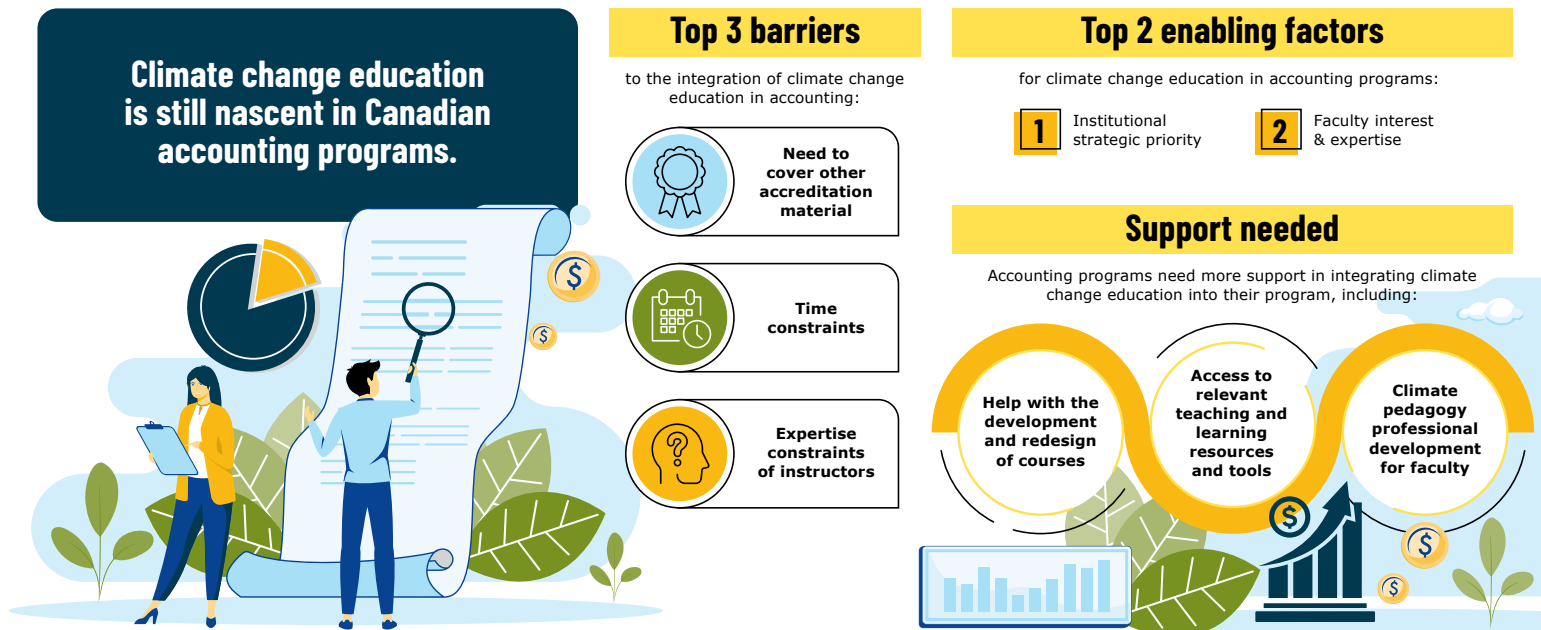 Climate change education
is still nascent in Canadian
accounting programs.
$
$
Top 3 barriers
to the integration of climate change
education in accounting:
Need to
cover other
accreditation
material
Time
constraints
?
Expertise
constraints
of instructors
Top 2 enabling factors
for climate change education in accounting programs:
1
Institutional
strategic priority
2
Faculty interest
& expertise
Support needed
Accounting programs need more support in integrating climate
change education into their program, including:
Help with the
development
and redesign
of courses
Access to
relevant
teaching and
learning
resources
and tools
Climate
pedagogy
professional
development
for faculty
$
$
$